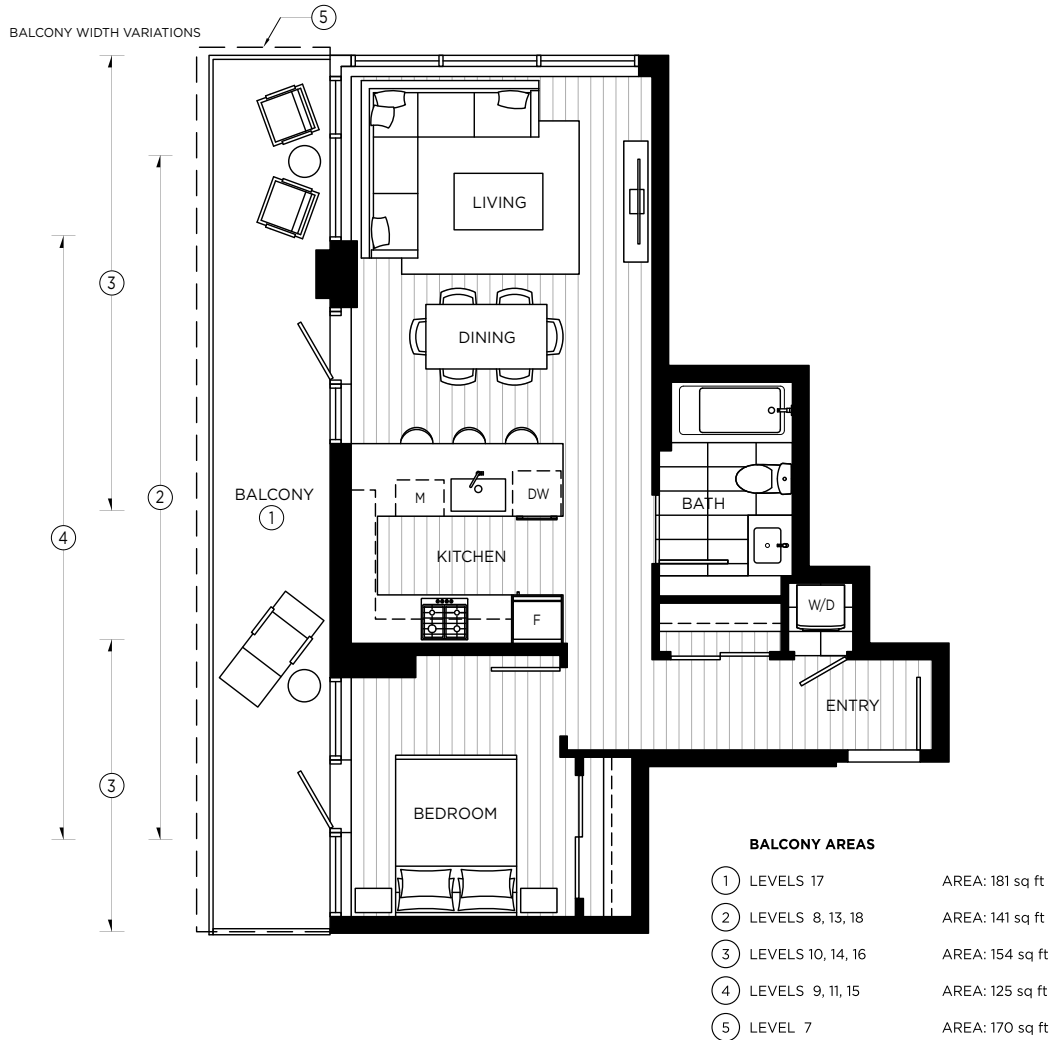 5
BALCONY WIDTH VARIATIONS
LIVING
3
DINING
BALCONY
1
2
M
DW
BATH
4
KITCHEN
F
W/D
ENTRY
3
BEDROOM
BALCONY AREAS
1 LEVELS 17 AREA: 181 sq ft
2 LEVELS 8, 13, 18 AREA: 141 sq ft
3 LEVELS 10, 14, 16 AREA: 154 sq ft
4 LEVELS 9, 11, 15 AREA: 125 sq ft
5 LEVEL 7 AREA: 170 sq ft